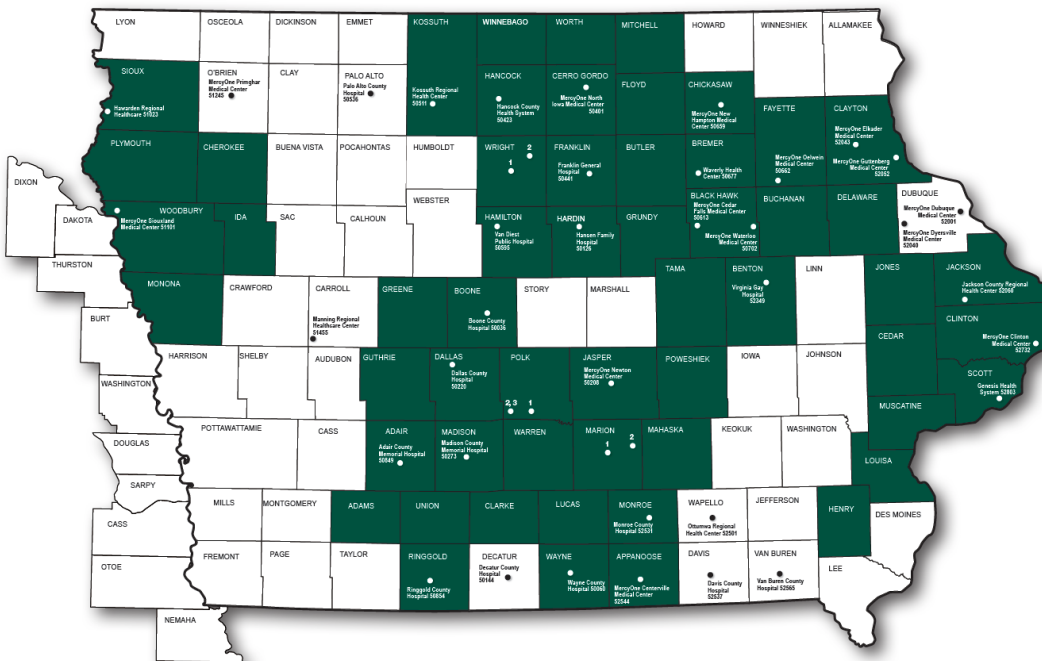 LYON
OSCEOLA
DICKINSON
EMMET
KOSSUTH
WINNEBAGO
WORTH
MITCHELL
HOWARD
WINNESHIEK
ALLAMAKEE
SIOUX
Hawarden Regional
Healthcare 51023
O'BRIEN
MercyOne Primghar
Medical Center
51245
CLAY
PALO ALTO
Palo Alto County
Hospital
50536
Kossuth Regional
Health Center
50511
HANCOCK
Hancock County
Health System
50423
CERRO GORDO
MercyOne North
Iowa Medical Center
50401
FLOYD
CHICKASAW
MercyOne New
Hampton Medical
Center 50659
FAYETTE
MercyOne Oelwein
Medical Center
50662
CLAYTON
MercyOne Elkader
Medical Center
52043
MercyOne Guttenberg
Medical Center
52052
PLYMOUTH
CHEROKEE
BUENA VISTA
POCAHONTAS
HUMBOLDT
WRIGHT
2
1
FRANKLIN
Franklin General
Hospital
50441
BUTLER
BREMER
Waverly Health
Center 50677
DIXON
DAKOTA
WOODBURY
MercyOne Siouxland
Medical Center 51101
IDA
SAC
CALHOUN
WEBSTER
HAMILTON
Van Diest
Public Hospital
50595
HARDIN
Hansen Family
Hospital
50126
GRUNDY
BLACK HAWK
MercyOne Cedar
Falls Medical Center
50613
MercyOne Waterloo
Medical Center
50702
BUCHANAN
DELAWARE
DUBUQUE
MercyOne Dubuque
Medical Center
52001
MercyOne Dyersville
Medical Center
52040
THURSTON
MONONA
CRAWFORD
CARROLL
Manning Regional
Healthcare Center
51455
GREENE
BOONE
Boone County
Hospital 50036
STORY
MARSHALL
TAMA
BENTON
Virginia Gay
Hospital
52349
LINN
JONES
JACKSON
Jackson County Regional
Health Center 52060
BURT
CLINTON
MercyOne Clinton
Medical Center
52732
CEDAR
HARRISON
SHELBY
AUDUBON
GUTHRIE
DALLAS
Dallas County
Hospital
50220
POLK
2,3
1
JASPER
MercyOne Newton
Medical Center
50208
POWESHIEK
IOWA
JOHNSON
SCOTT
Genesis Health
System 52803
WASHINGTON
MUSCATINE
POTTAWATTAMIE
CASS
ADAIR
Adair County
Memorial Hospital
50849
MADISON
Madison County
Memorial Hospital
50273
WARREN
MARION
1
2
MAHASKA
KEOKUK
WASHINGTON
LOUISA
DOUGLAS
SARPY
MILLS
MONTGOMERY
ADAMS
UNION
CLARKE
LUCAS
MONROE
Monroe County
Hospital 52531
WAPELLO
Ottumwa Regional
Health Center 52501
JEFFERSON
HENRY
DES MOINES
CASS
OTOE
FREMONT
PAGE
TAYLOR
RINGGOLD
Ringgold County
Hospital 50854
DECATUR
Decatur County
Hospital
50144
WAYNE
Wayne County
Hospital 50060
APPANOOSE
MercyOne Centerville
Medical Center
52544
DAVIS
Davis County
Hospital
52537
VAN BUREN
Van Buren County
Hospital 52565
LEE
NEMAHA